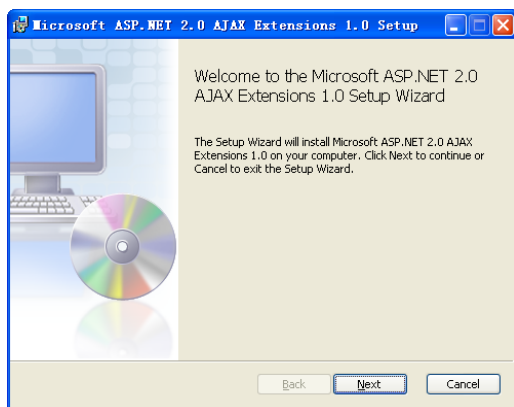 Microsoft ASP.NET 2.0 AJAX Extensions 1.0 Setup
Welcome to the Microsoft ASP.NET 2.0
AJAX Extensions 1.0 Setup Wizard
The Setup Wizard will install Microsoft ASP.NET 2.0 AJAX
Extensions 1.0 on your computer. Click Next to continue or
Cancel to exit the Setup Wizard.
Back Next Cancel